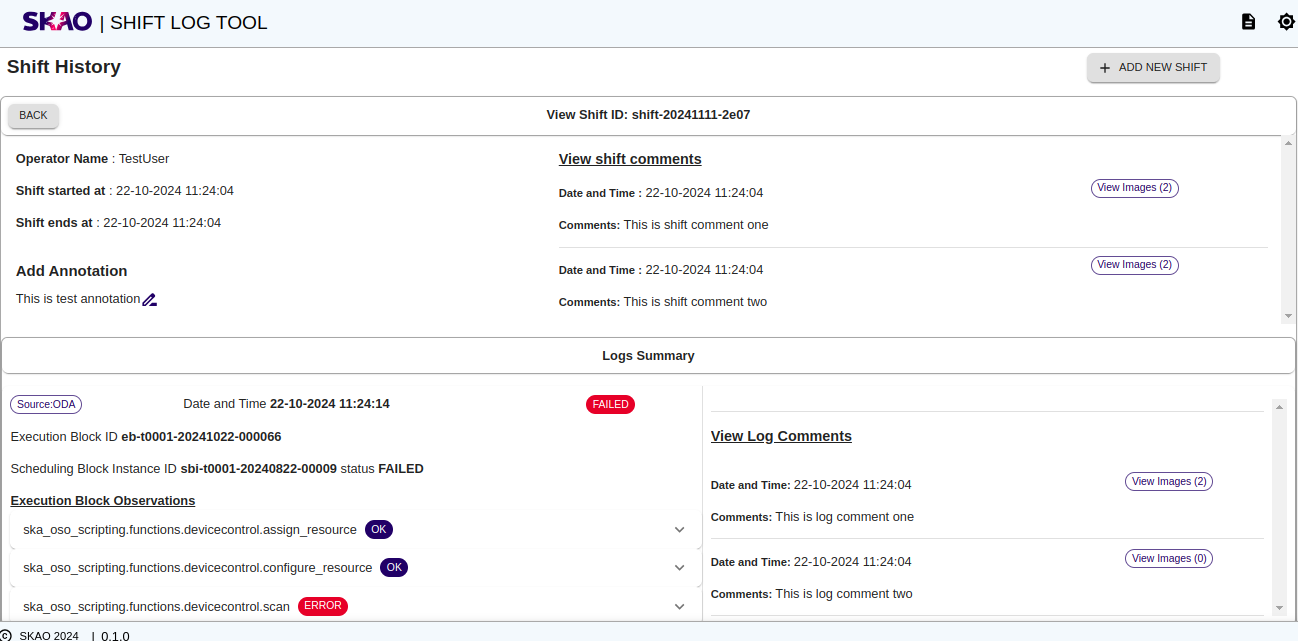 SKAO | SHIFT LOG TOOL
Shift History
+ ADD NEW SHIFT
BACK
View Shift ID: shift-20241111-2e07
Operator Name : TestUser
Shift started at : 22-10-2024 11:24:04
Shift ends at : 22-10-2024 11:24:04
Add Annotation
This is test annotation
View shift comments
Date and Time : 22-10-2024 11:24:04
View Images (2)
Comments: This is shift comment one
Date and Time : 22-10-2024 11:24:04
View Images (2)
Comments: This is shift comment two
Logs Summary
Source:ODA
Date and Time 22-10-2024 11:24:14
FAILED
Execution Block ID eb-t0001-20241022-000066
Scheduling Block Instance ID sbi-t0001-20240822-00009 status FAILED
Execution Block Observations
ska_oso_scripting.functions.devicecontrol.assign_resource OK
ska_oso_scripting.functions.devicecontrol.configure_resource OK
ska_oso_scripting.functions.devicecontrol.scan ERROR
View Log Comments
Date and Time: 22-10-2024 11:24:04
View Images (2)
Comments: This is log comment one
Date and Time: 22-10-2024 11:24:04
View Images (0)
Comments: This is log comment two
© SKAO 2024 | 0.1.0